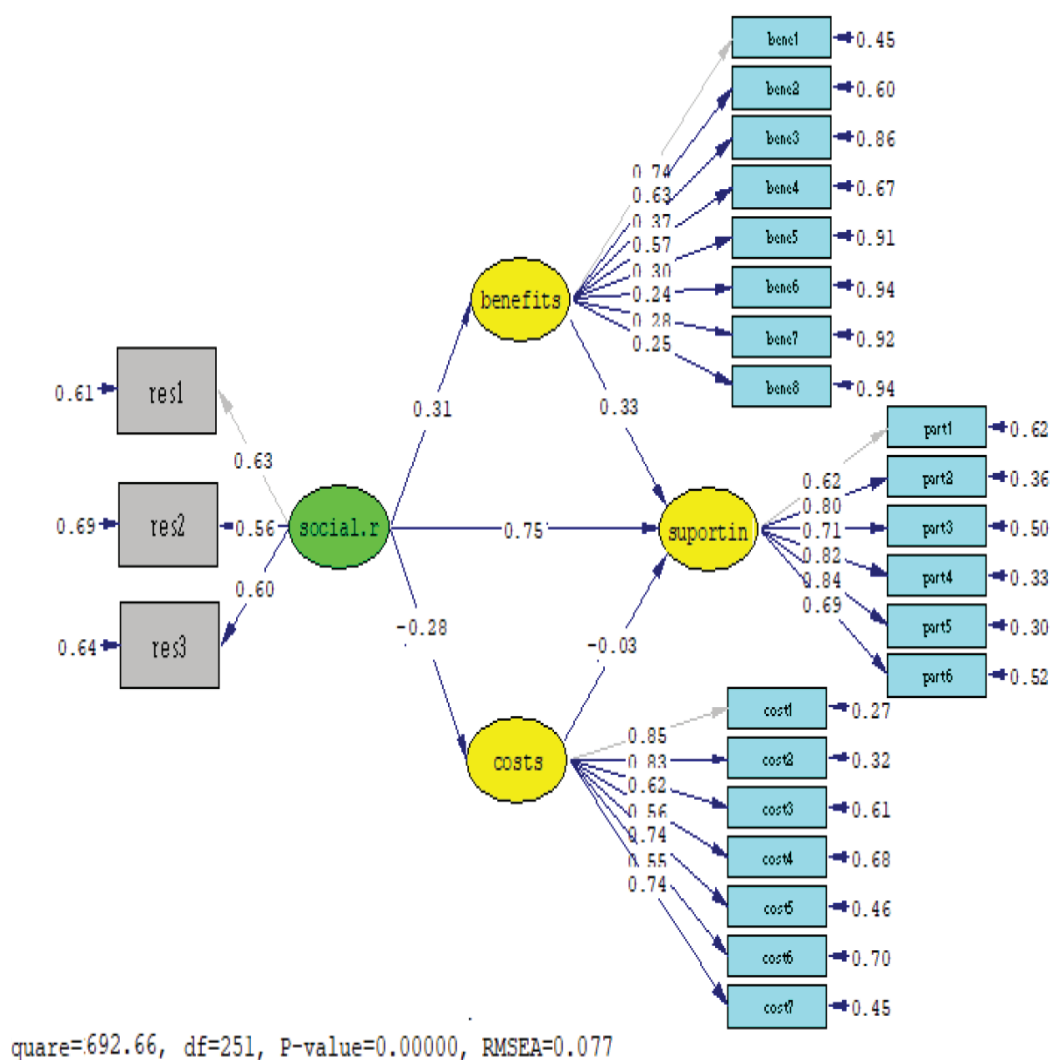 bene1 0.45
bene2 0.60
bene3 0.86
bene4 0.67
bene5 0.91
bene6 0.94
bene7 0.92
bene8 0.94
0.74
0.63
0.37
0.57
0.30
0.24
0.28
0.25
benefits
0.61 res1
0.69 res2
0.64 res3
0.63
0.56
0.60
social.r
0.31
0.33
0.75
-0.28
-0.03
suportin
0.62
0.80
0.71
0.82
0.84
0.69
part1 0.62
part2 0.36
part3 0.50
part4 0.33
part5 0.30
part6 0.52
costs
0.85
0.83
0.62
0.56
0.74
0.55
0.74
cost1 0.27
cost2 0.32
cost3 0.61
cost4 0.68
cost5 0.46
cost6 0.70
cost7 0.45
quare=692.66, df=251, P-value=0.00000, RMSEA=0.077